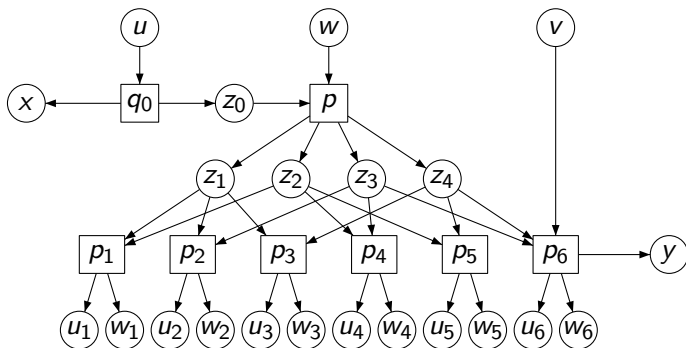 u w v
x q₀ z₀ p
z₁ z₂ z₃ z₄
p₁ p₂ p₃ p₄ p₅ p₆ y
u₁ w₁ u₂ w₂ u₃ w₃ u₄ w₄ u₅ w₅ u₆ w₆